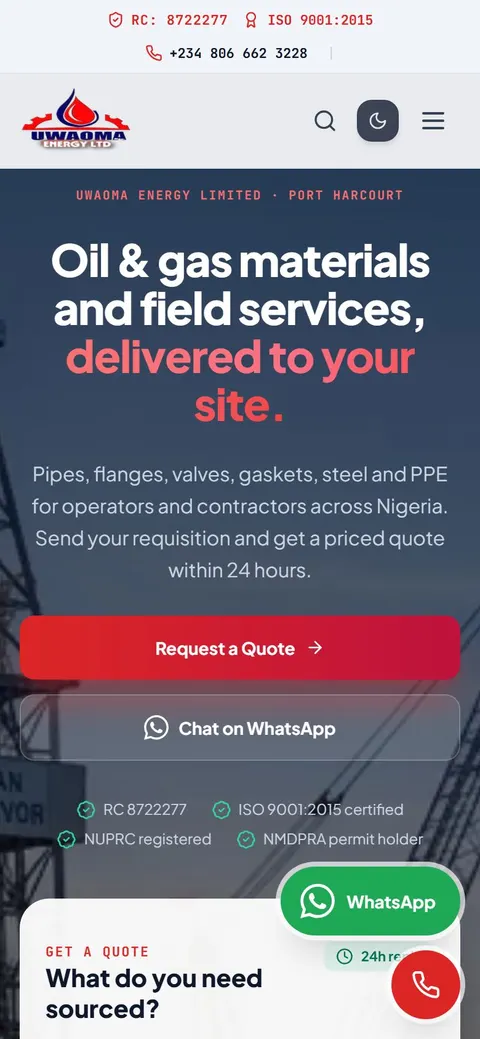 RC: 8722277 ISO 9001:2015
+234 806 662 3228
UWAOMA
ENERGY LTD
UWAOMA ENERGY LIMITED · PORT HARCOURT
Oil & gas materials
and field services,
delivered to your
site.
Pipes, flanges, valves, gaskets, steel and PPE
for operators and contractors across Nigeria.
Send your requisition and get a priced quote
within 24 hours.
Request a Quote
Chat on WhatsApp
RC 8722277 ISO 9001:2015 certified
NUPRC registered NMDPRA permit holder
WhatsApp
GET A QUOTE
24h
What do you need
sourced?